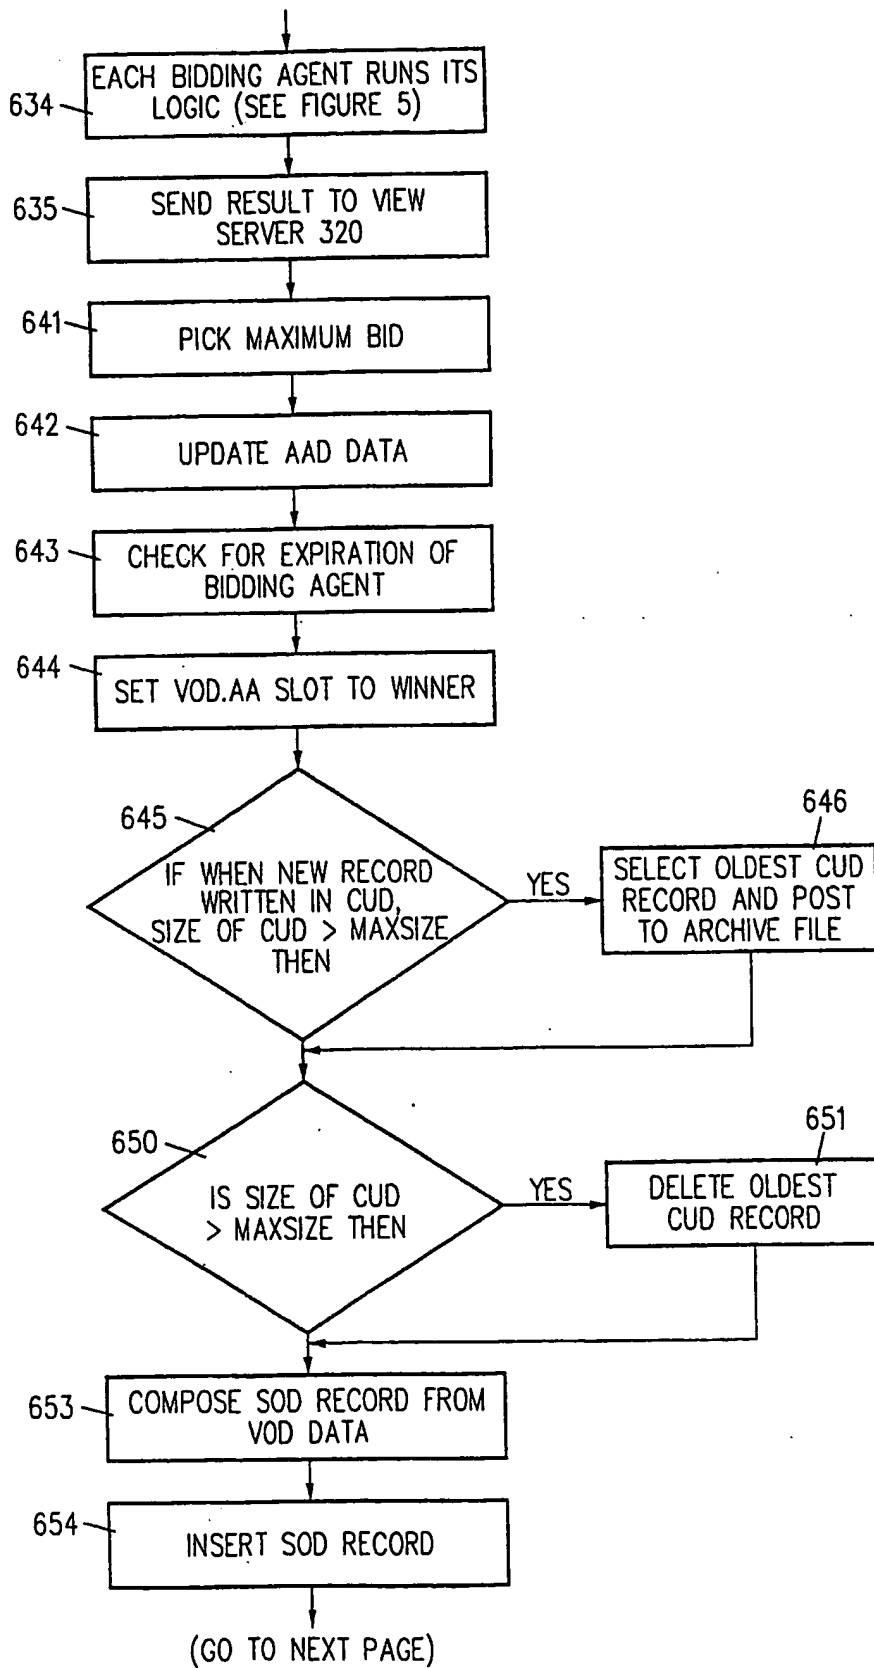 634
EACH BIDDING AGENT RUNS ITS
LOGIC (SEE FIGURE 5)
635
SEND RESULT TO VIEW
SERVER 320
641
PICK MAXIMUM BID
642
UPDATE AAD DATA
643
CHECK FOR EXPIRATION OF
BIDDING AGENT
644
SET VOD.AA SLOT TO WINNER
645
IF WHEN NEW RECORD
WRITTEN IN CUD,
SIZE OF CUD > MAXSIZE
THEN
YES
646
SELECT OLDEST CUD
RECORD AND POST
TO ARCHIVE FILE
650
IS SIZE OF CUD
> MAXSIZE THEN
YES
651
DELETE OLDEST
CUD RECORD
653
COMPOSE SOD RECORD FROM
VOD DATA
654
INSERT SOD RECORD
(GO TO NEXT PAGE)